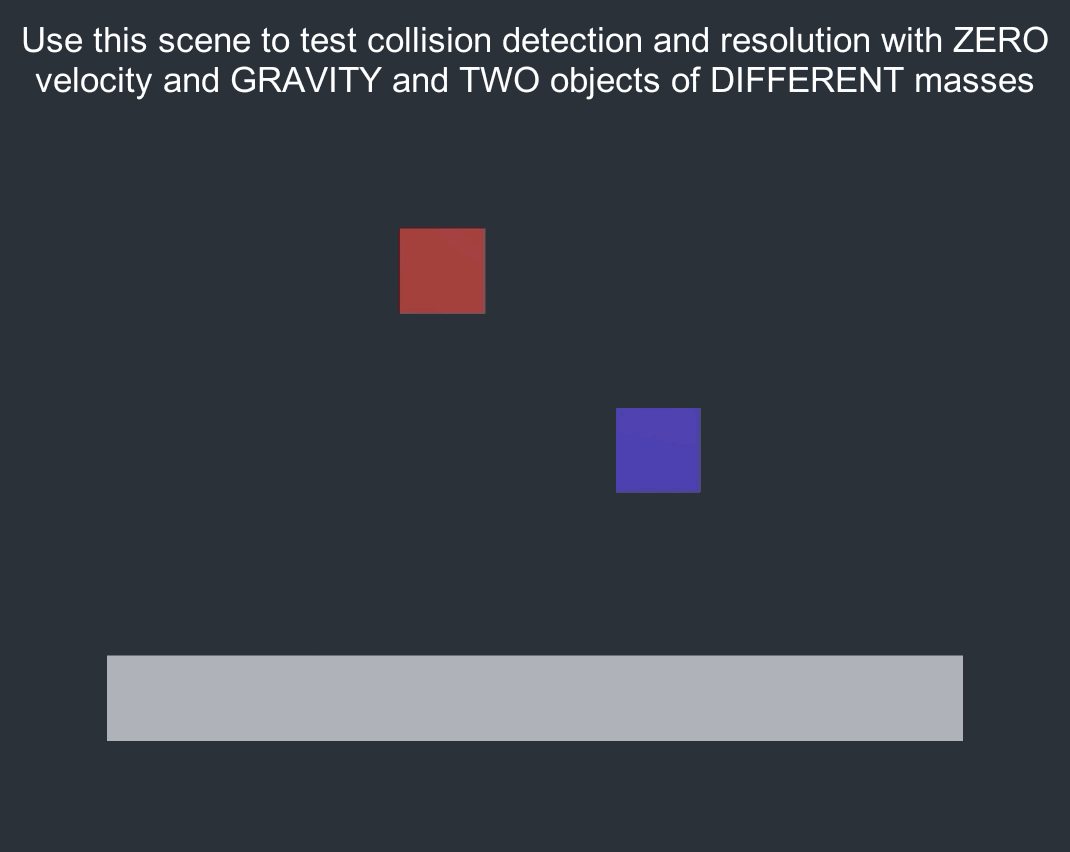 Use this scene to test collision detection and resolution with ZERO
velocity and GRAVITY and TWO objects of DIFFERENT masses